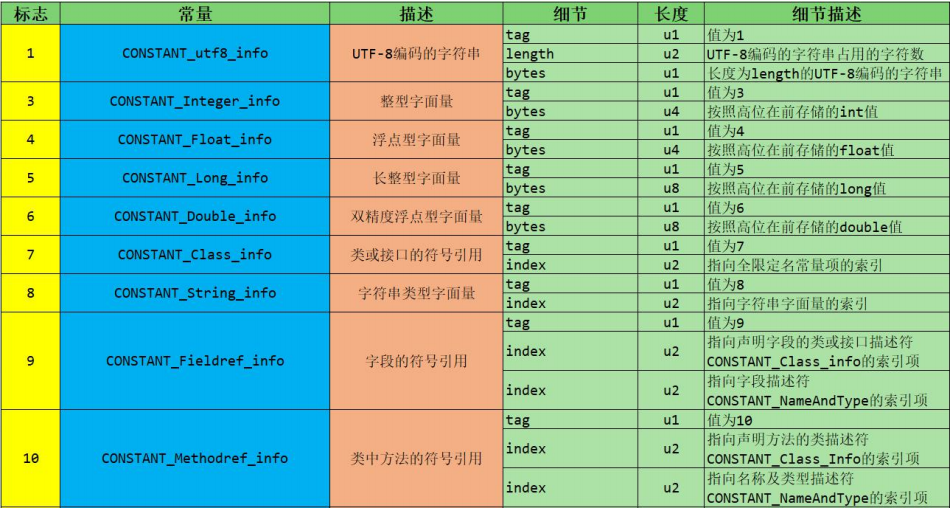 标志 常量 描述 细节 长度 细节描述
1 CONSTANT_utf8_info UTF-8编码的字符串 tag u1 值为1
length u2 UTF-8编码的字符串占用的字符数
bytes u1 长度为length的UTF-8编码的字符串
3 CONSTANT_Integer_info 整型字面量 tag u1 值为3
bytes u4 按照高位在前存储的int值
4 CONSTANT_Float_info 浮点型字面量 tag u1 值为4
bytes u4 按照高位在前存储的float值
5 CONSTANT_Long_info 长整型字面量 tag u1 值为5
bytes u8 按照高位在前存储的long值
6 CONSTANT_Double_info 双精度浮点型字面量 tag u1 值为6
bytes u8 按照高位在前存储的double值
7 CONSTANT_Class_info 类或接口的符号引用 tag u1 值为7
index u2 指向全限定名常量项的索引
8 CONSTANT_String_info 字符串类型字面量 tag u1 值为8
index u2 指向字符串字面量的索引
9 CONSTANT_Fieldref_info 字段的符号引用 tag u1 值为9
index u2 指向声明字段的类或接口描述符
CONSTANT_Class_info的索引项
index u2 指向字段描述符
CONSTANT_NameAndType的索引项
10 CONSTANT_Methodref_info 类中方法的符号引用 tag u1 值为10
index u2 指向声明方法的类描述符
CONSTANT_Class_Info的索引项
index u2 指向名称及类型描述符
CONSTANT_NameAndType的索引项